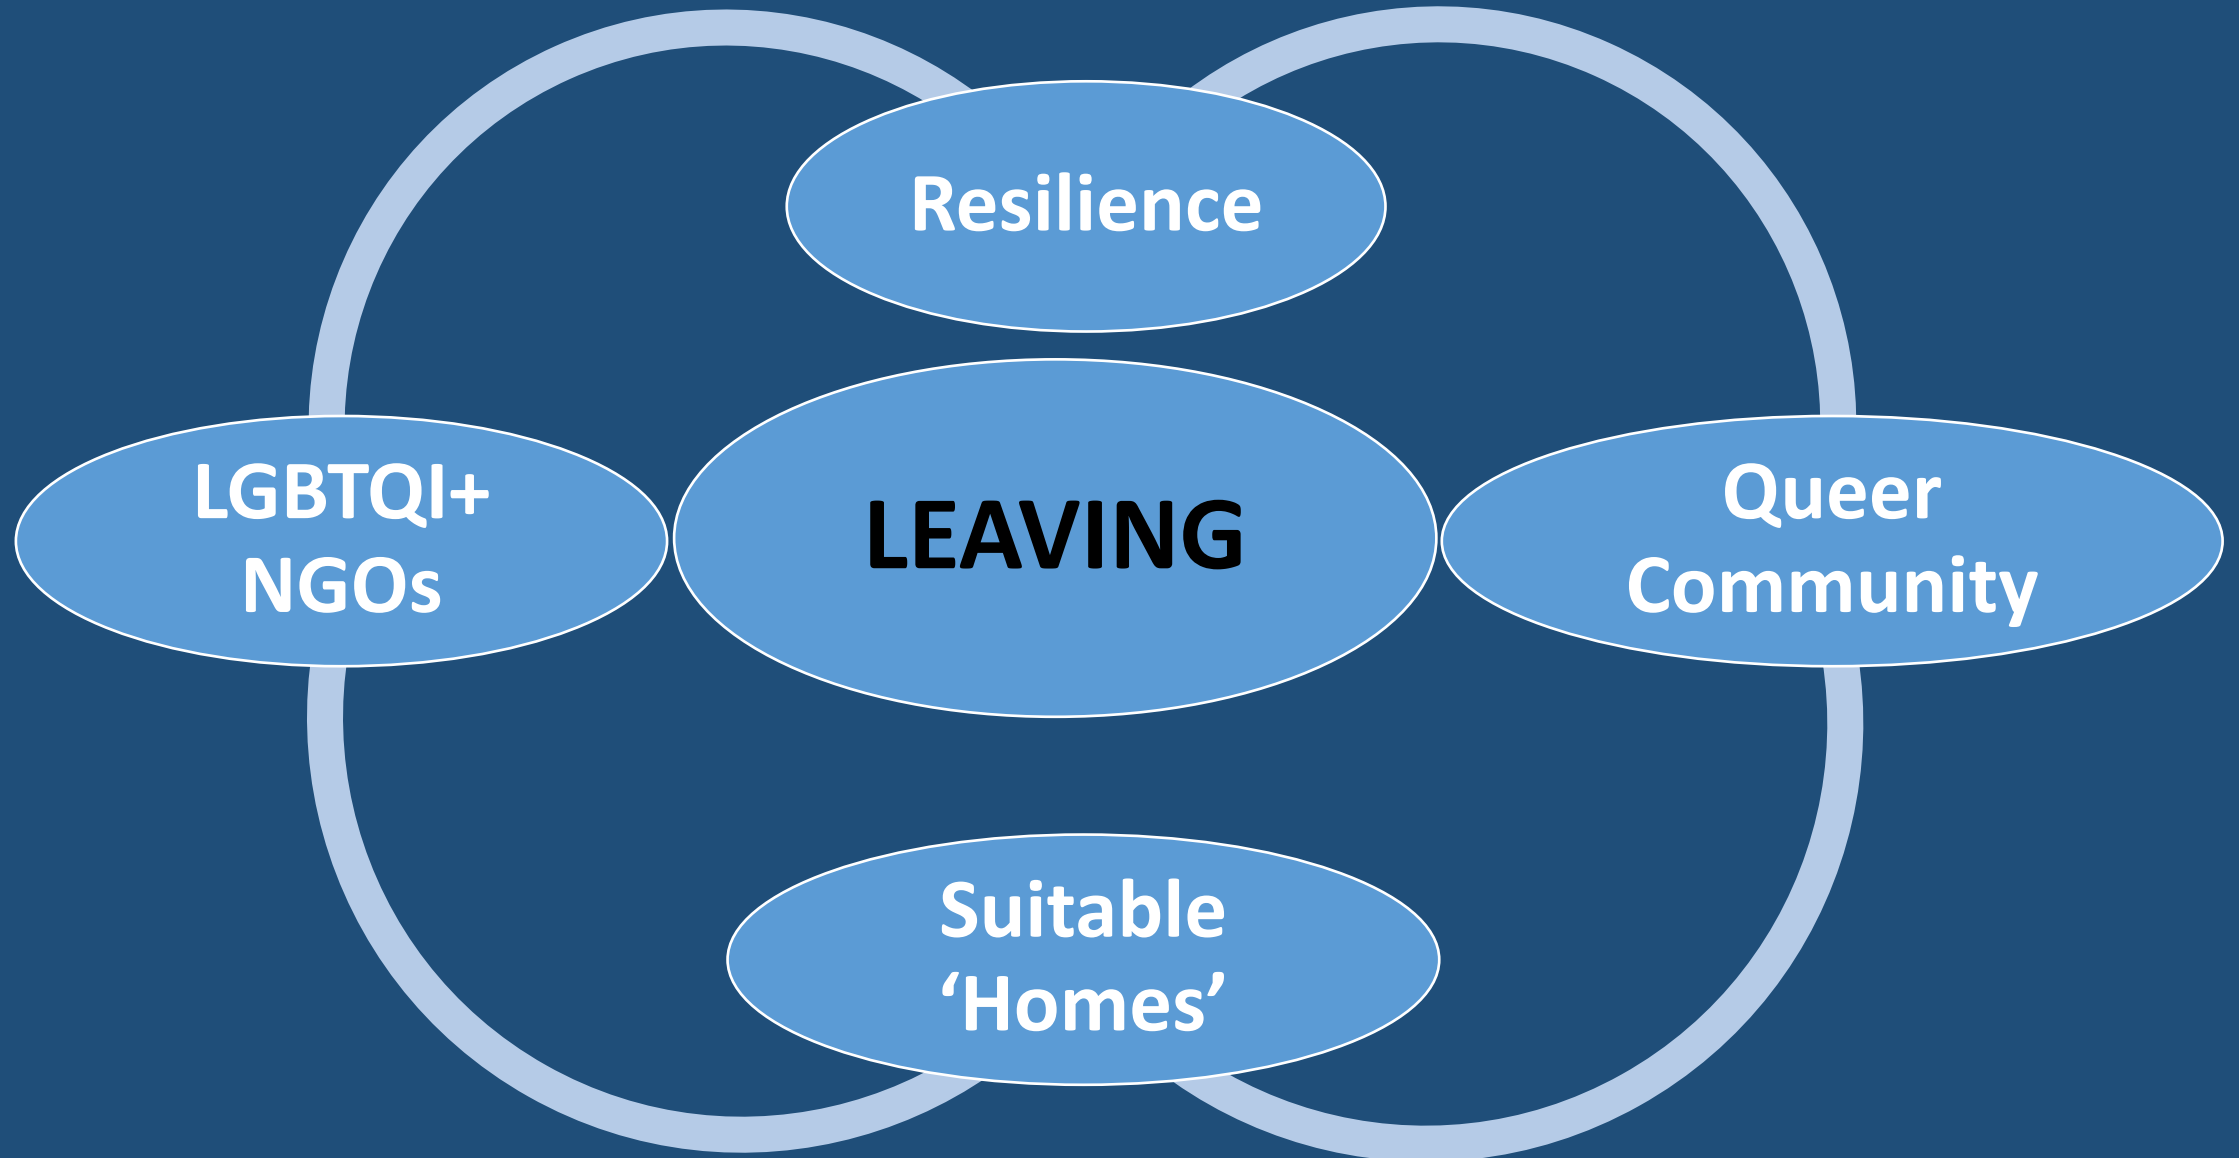 Resilience
LGBTQI+
NGOs
LEAVING
Queer
Community
Suitable
‘Homes’